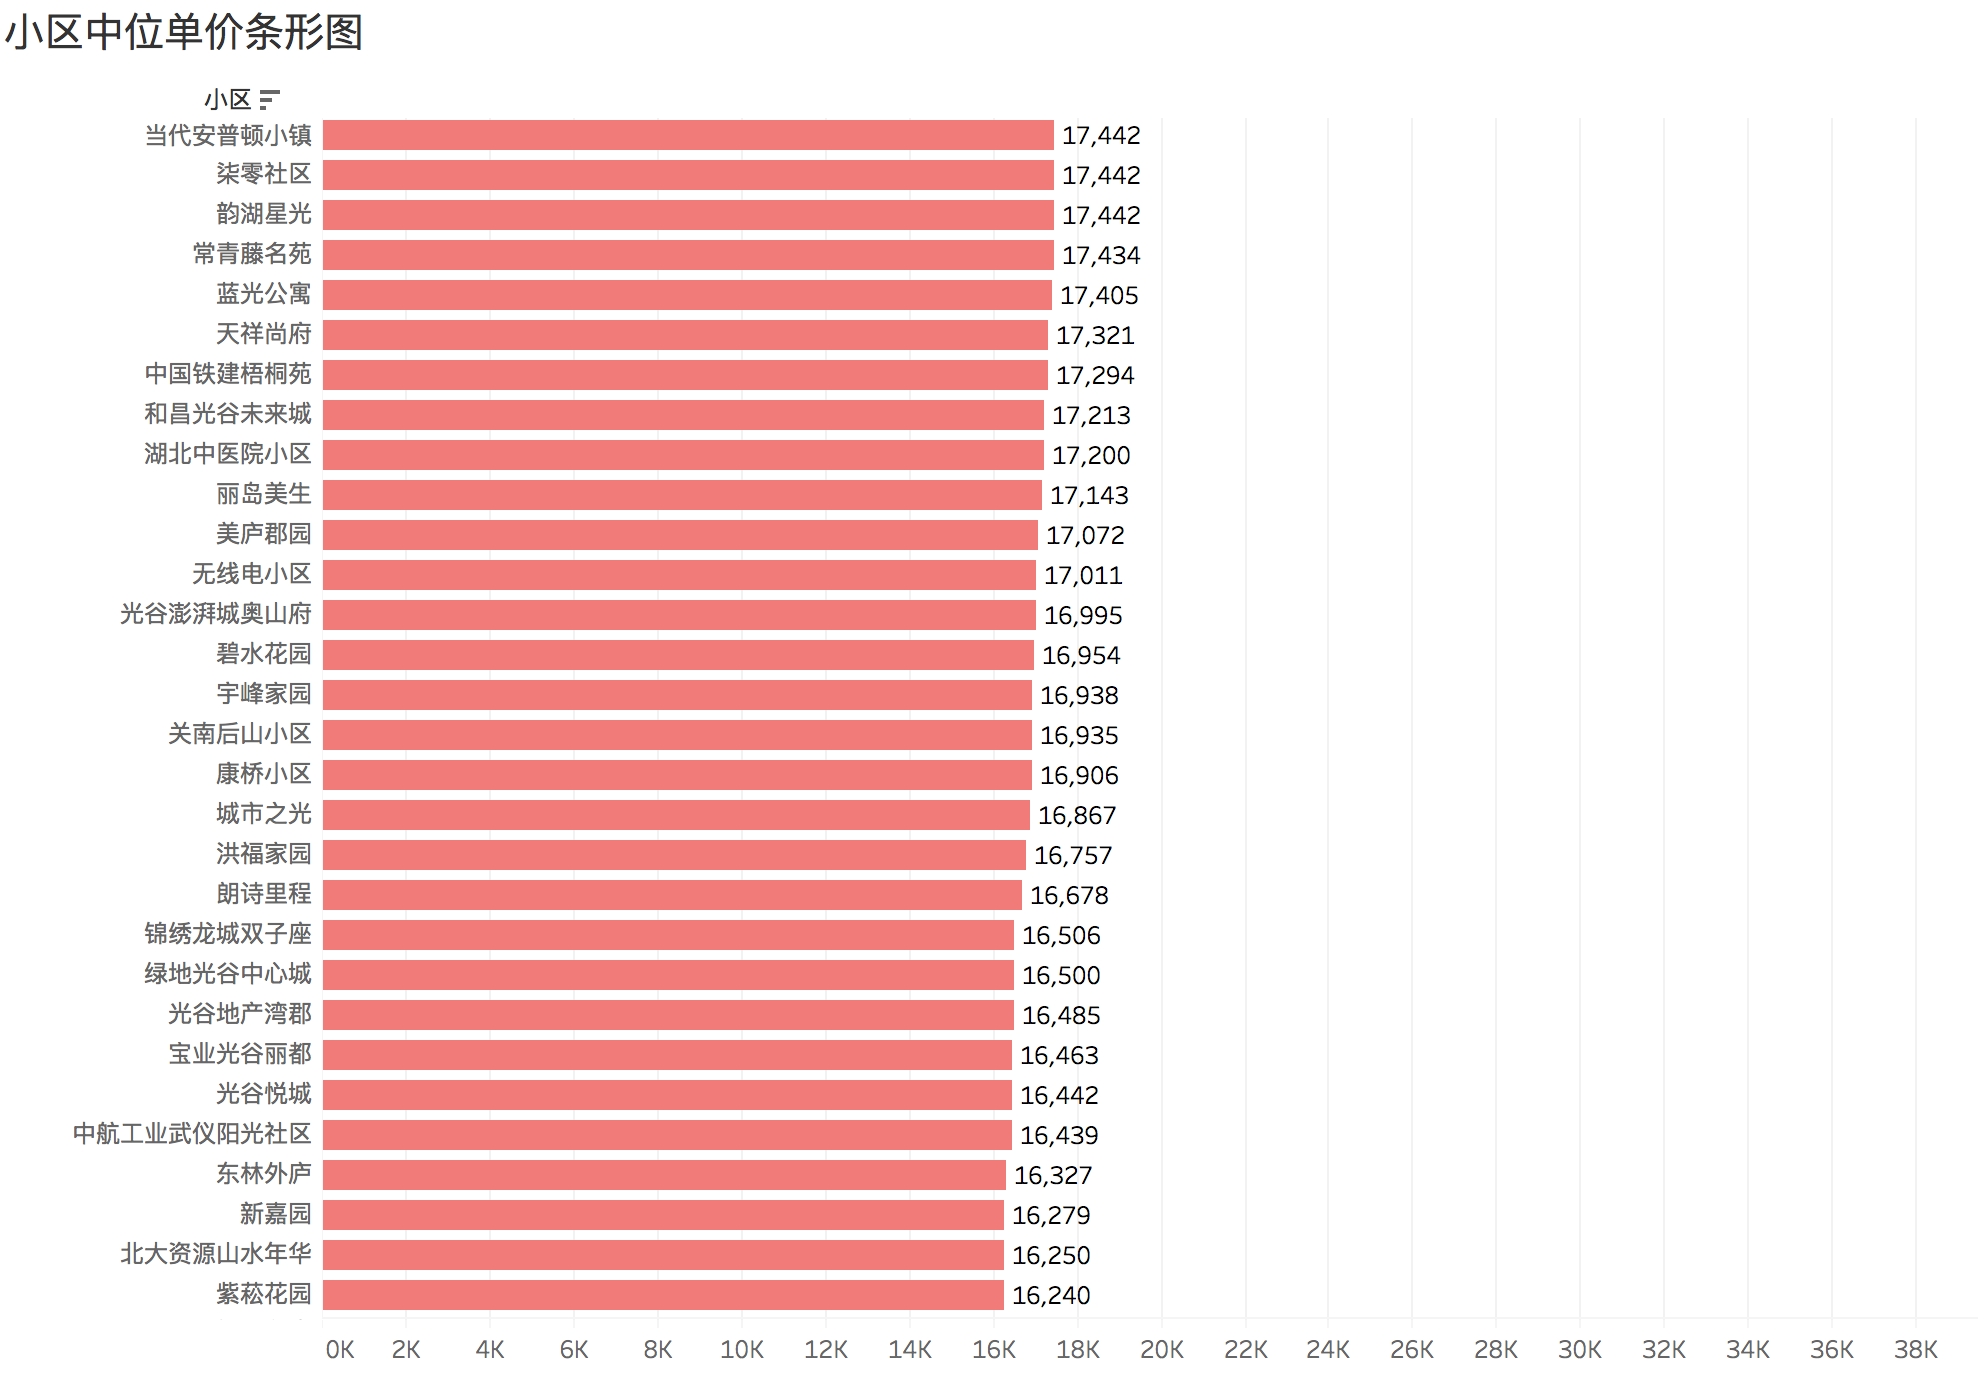 小区中位单价条形图
小区
当代安普顿小镇 17,442
柒零社区 17,442
韵湖星光 17,442
常青藤名苑 17,434
蓝光公寓 17,405
天祥尚府 17,321
中国铁建梧桐苑 17,294
和昌光谷未来城 17,213
湖北中医院小区 17,200
丽岛美生 17,143
美庐郡园 17,072
无线电小区 17,011
光谷澎湃城奥山府 16,995
碧水花园 16,954
宇峰家园 16,938
关南后山小区 16,935
康桥小区 16,906
城市之光 16,867
洪福家园 16,757
朗诗里程 16,678
锦绣龙城双子座 16,506
绿地光谷中心城 16,500
光谷地产湾郡 16,485
宝业光谷丽都 16,463
光谷悦城 16,442
中航工业武仪阳光社区 16,439
东林外庐 16,327
新嘉园 16,279
北大资源山水年华 16,250
紫菘花园 16,240
0K 2K 4K 6K 8K 10K 12K 14K 16K 18K 20K 22K 24K 26K 28K 30K 32K 34K 36K 38K